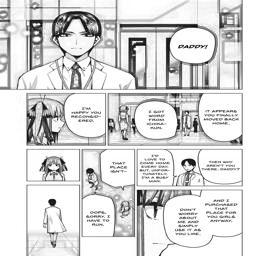 DADDY!
IT APPEARS
YOU FINALLY
MOVED BACK
HOME.
I GOT
WORD FROM
I'M
HAPPY YOU
RECONSID-
ERED.
THEN WHY
AREN'T YOU
THERE, DADDY?
I'D
LOVE TO
COME HOME
EVERY DAY,
BUT, UNFOR-
TUNATELY,
I'M A BUSY
MAN.
THAT
PLACE
ISN'T--
AND I
PURCHASED
THAT
PLACE FOR
YOU GIRLS
ANYWAY.
DON'T
WORRY
ABOUT
ME AND
SIMPLY
USE IT AS
YOU LIKE.
OOPS,
SORRY. I
HAVE TO
RUN.